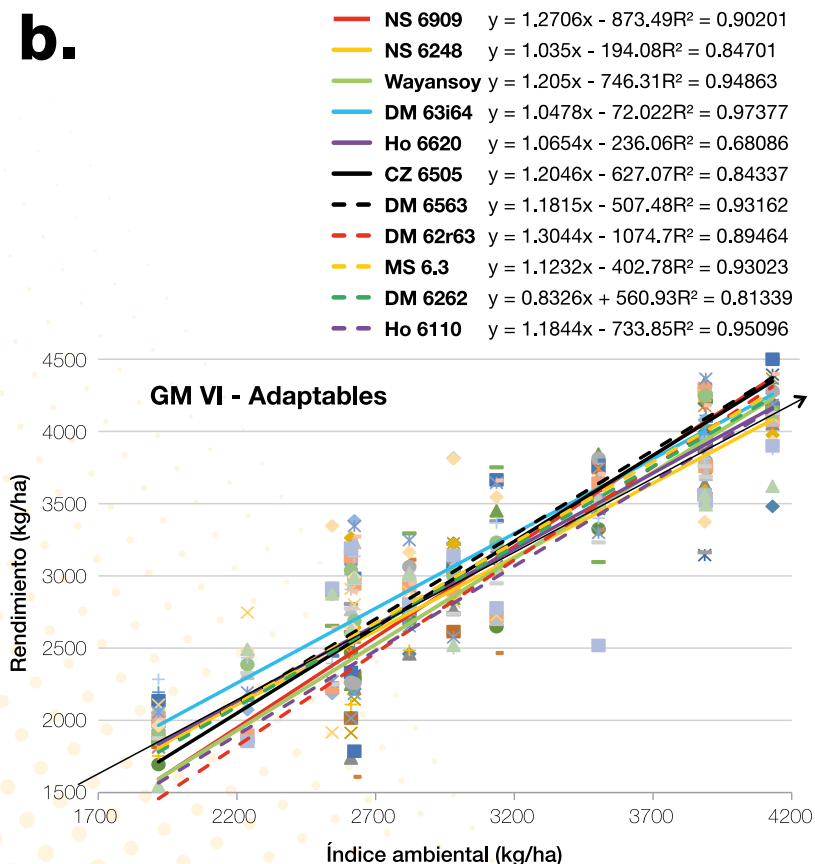 b.
NS 6909 y = 1.2706x - 873.49R² = 0.90201
NS 6248 y = 1.035x - 194.08R² = 0.84701
Wayansoy y = 1.205x - 746.31R² = 0.94863
DM 63i64 y = 1.0478x - 72.022R² = 0.97377
Ho 6620 y = 1.0654x - 236.06R² = 0.68086
CZ 6505 y = 1.2046x - 627.07R² = 0.84337
DM 6563 y = 1.1815x - 507.48R² = 0.93162
DM 62r63 y = 1.3044x - 1074.7R² = 0.89464
MS 6.3 y = 1.1232x - 402.78R² = 0.93023
DM 6262 y = 0.8326x + 560.93R² = 0.81339
Ho 6110 y = 1.1844x - 733.85R² = 0.95096
GM VI - Adaptables
Rendimiento (kg/ha)
4500
4000
3500
3000
2500
2000
1500
1700 2200 2700 3200 3700 4200
Índice ambiental (kg/ha)